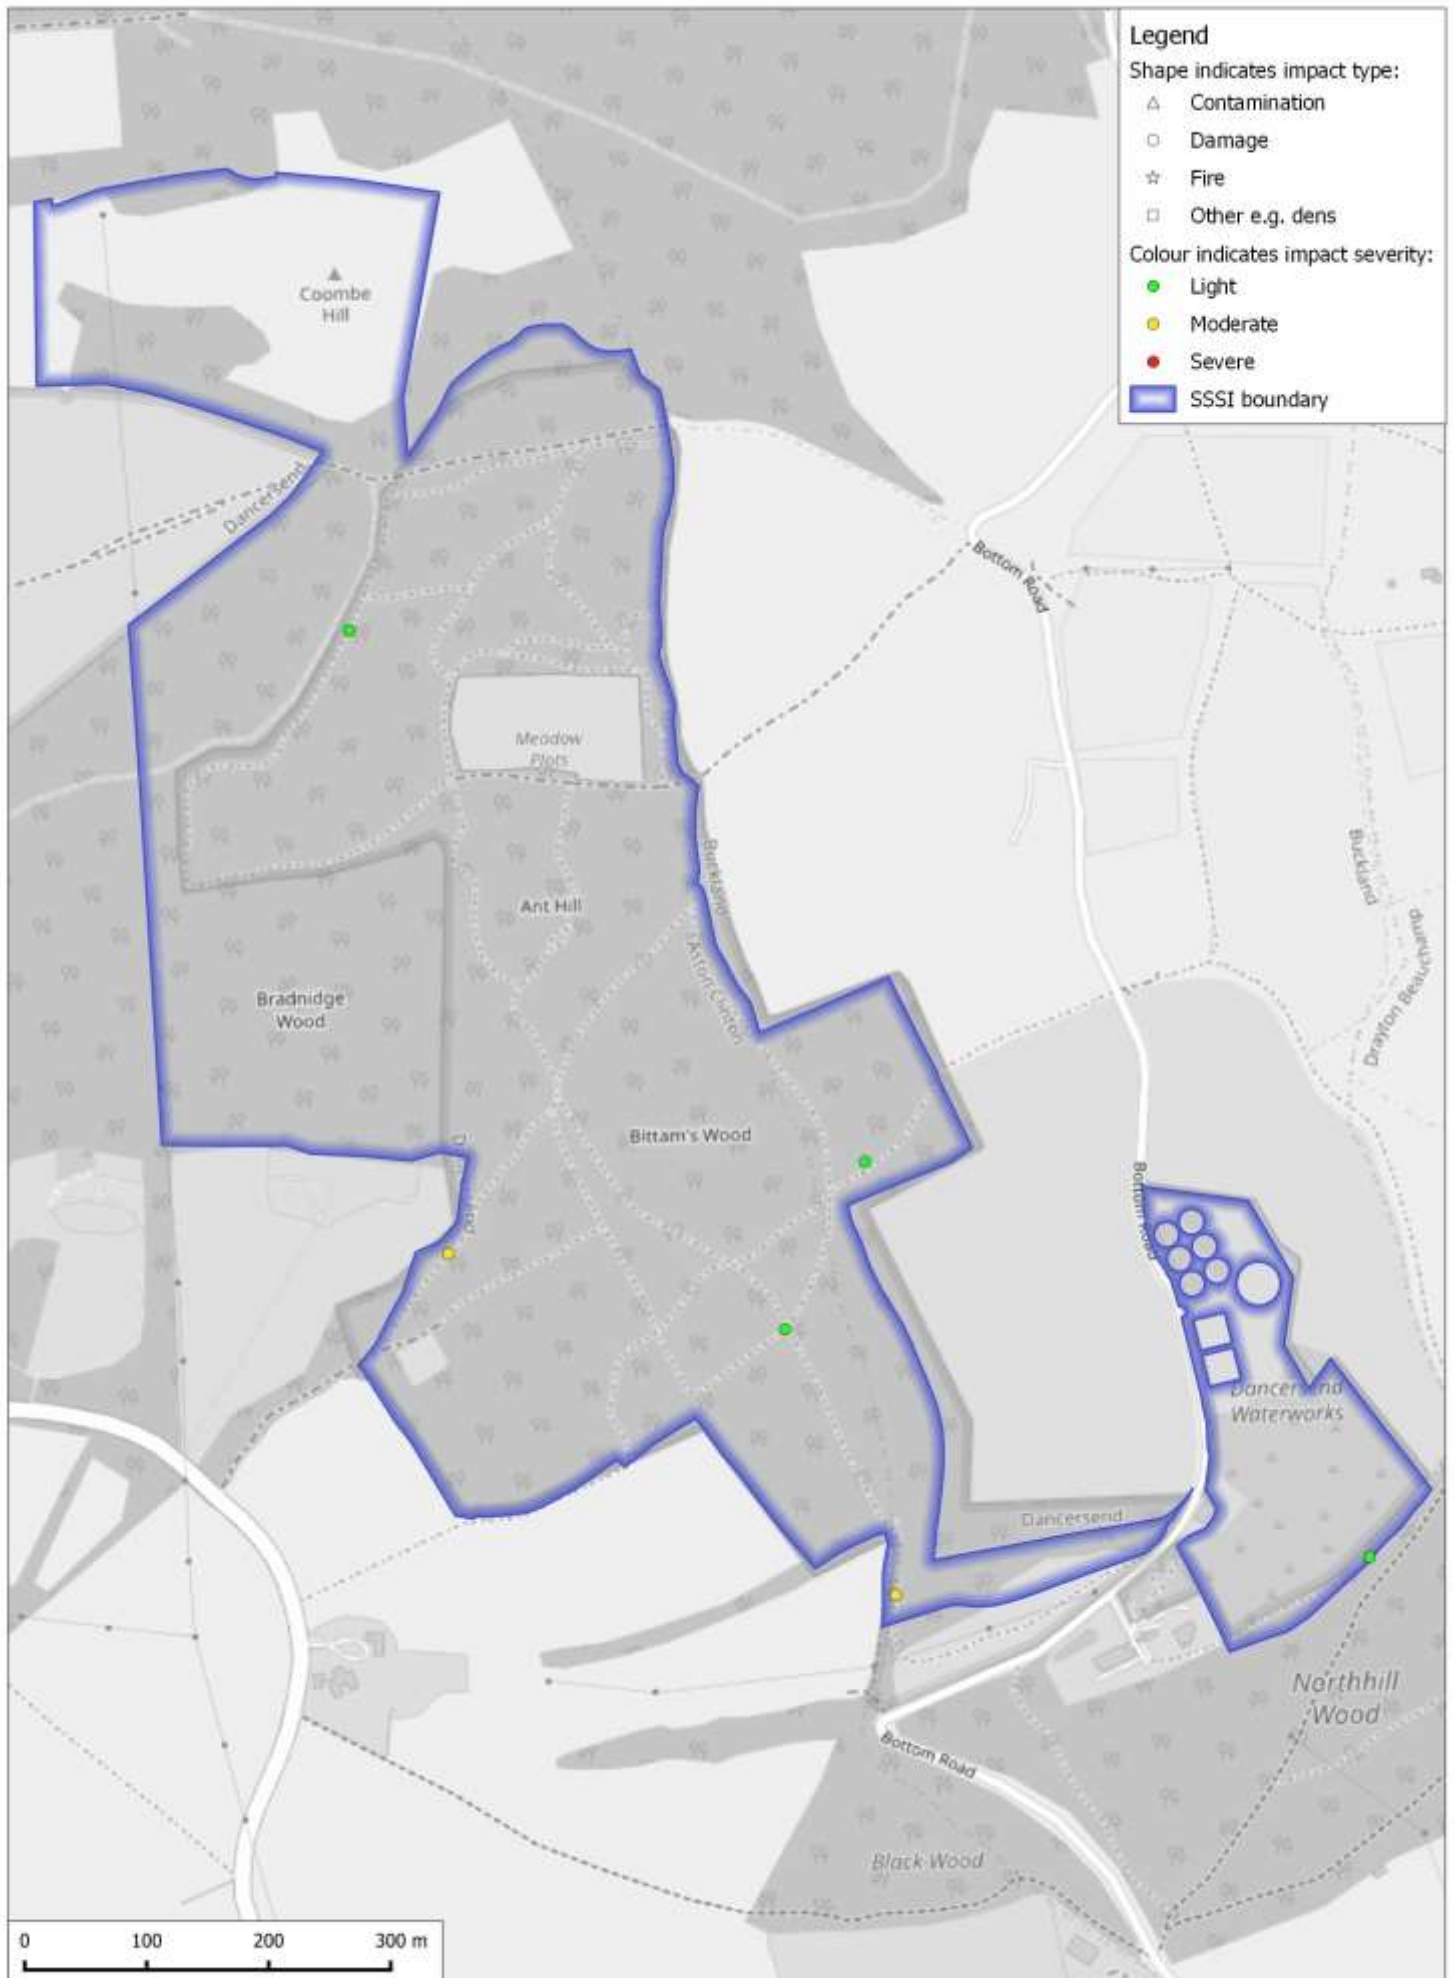 Legend
Shape indicates impact type:
Contamination
Damage
Fire
Other e.g. dens
Colour indicates impact severity:
Light
Moderate
Severe
SSSI boundary
Coombe
Hill
Dancersend
Bottom Road
Meadow
Plots
Buckland
Buckland
Ant Hill
Drayton Beauchamp
Aston Clinton
Bradnidge
Wood
Bittam's Wood
Bottom Road
Dancersend
Waterworks
Dancersend
Northhill
Wood
Bottom Road
Black Wood
0 100 200 300 m